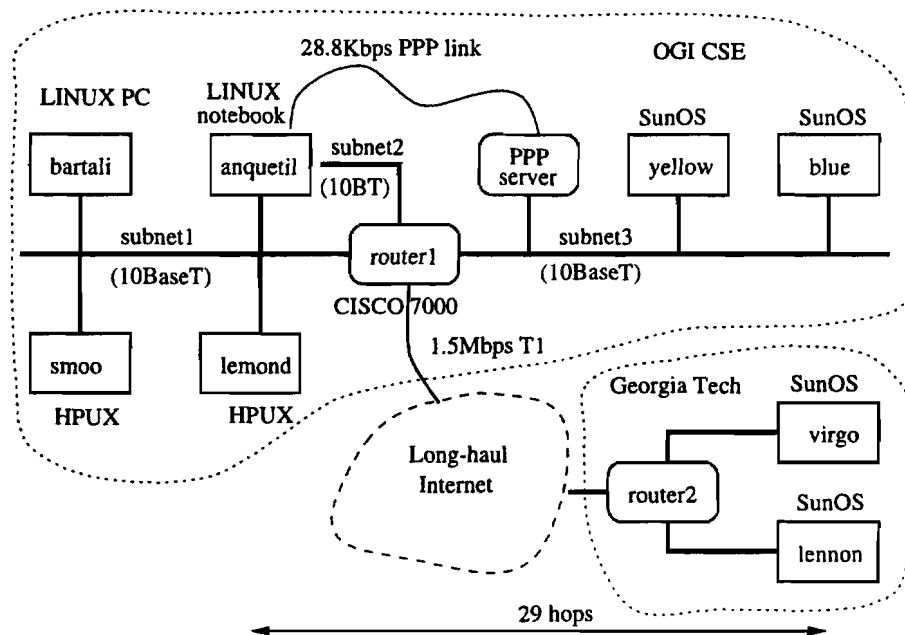 28.8Kbps PPP link
OGI CSE
LINUX PC
LINUX
notebook
SunOS
SunOS
bartali
anquetil
subnet2
(10BT)
PPP
server
yellow
blue
subnet1
(10BaseT)
router1
subnet3
(10BaseT)
CISCO 7000
smoo
lemond
1.5Mbps T1
HPUX
HPUX
Georgia Tech
SunOS
virgo
Long-haul
Internet
router2
SunOS
lennon
29 hops